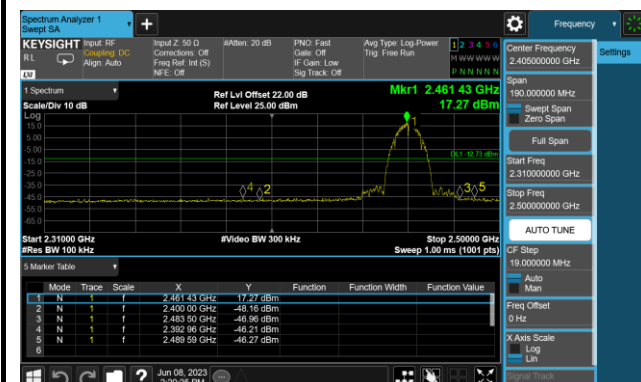 Spectrum Analyzer 1
Swept SA
Frequency
KEYSIGHT
RL
Input: RF
Coupling: DC
Align: Auto
Input Z: 50 Ω
Corrections: Off
Freq Ref: Int (S)
NFE: Off
#Atten: 20 dB
PNO: Fast
Gate: Off
IF Gain: Low
Sig Track: Off
Avg Type: Log-Power
Trig: Free Run
1 2 3 4 5 6
M W W W W W
P N N N N N
LXI
1 Spectrum
Scale/Div 10 dB
Log
Ref Lvl Offset 22.00 dB
Ref Level 25.00 dBm
Mkr1 2.461 43 GHz
17.27 dBm
15.0
5.00
-5.00
-15.0
-25.0
-35.0
-45.0
-55.0
-65.0
1
DL1 -12.73 dBm
4 2
3 5
Start 2.31000 GHz
#Res BW 100 kHz
#Video BW 300 kHz
Stop 2.50000 GHz
Sweep 1.00 ms (1001 pts)
5 Marker Table
Mode Trace Scale X Y Function Function Width Function Value
1 N 1 f 2.461 43 GHz 17.27 dBm
2 N 1 f 2.400 00 GHz -48.16 dBm
3 N 1 f 2.483 50 GHz -46.96 dBm
4 N 1 f 2.392 96 GHz -46.21 dBm
5 N 1 f 2.489 59 GHz -46.27 dBm
6
Jun 08, 2023
Center Frequency
2.405000000 GHz
Settings
Span
190.000000 MHz
Swept Span
Zero Span
Full Span
Start Freq
2.310000000 GHz
Stop Freq
2.500000000 GHz
AUTO TUNE
CF Step
19.000000 MHz
Auto
Man
Freq Offset
0 Hz
X Axis Scale
Log
Lin
Signal Track